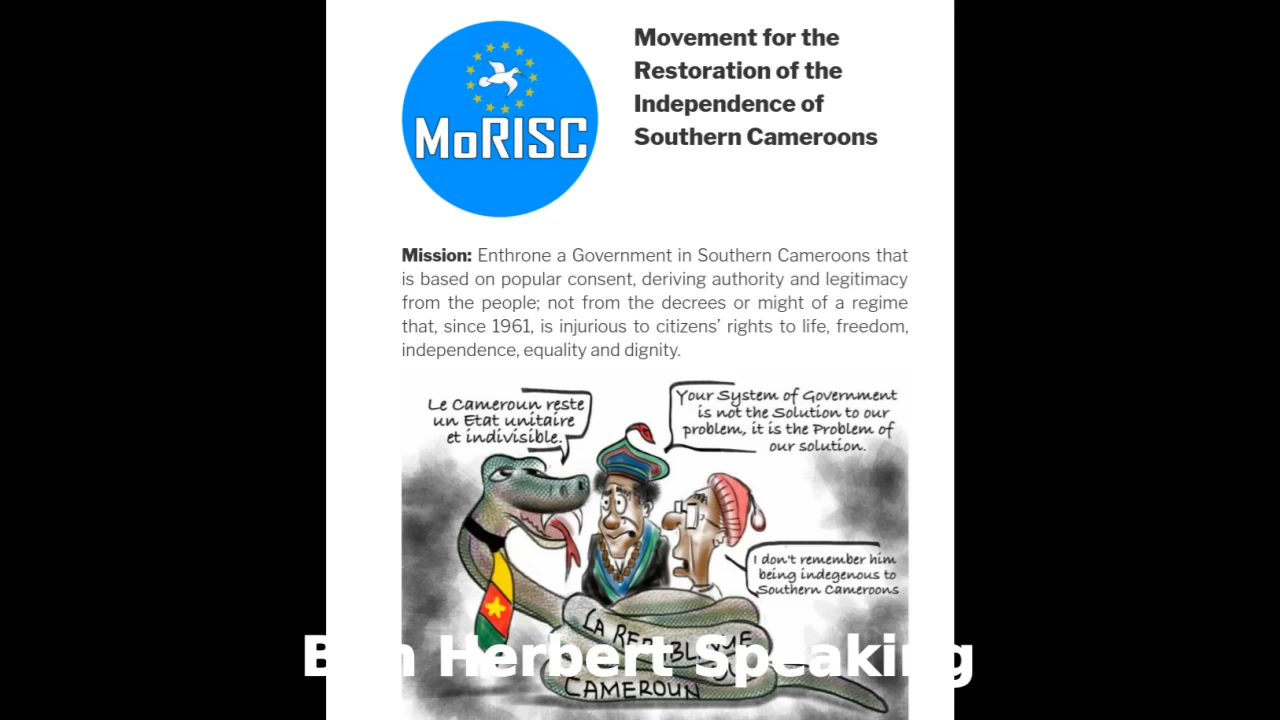 MoRISC
Movement for the
Restoration of the
Independence of
Southern Cameroons
Mission: Enthrone a Government in Southern Cameroons that
is based on popular consent, deriving authority and legitimacy
from the people; not from the decrees or might of a regime
that, since 1961, is injurious to citizens’ rights to life, freedom,
independence, equality and dignity.
Le Cameroun reste
un Etat unitaire
et indivisible.
Your System of Government
is not the Solution to our
problem, it is the Problem of
our solution.
I don't remember him
being indegenous to
Southern Cameroons
LA REPUBLIQUE
DU
CAMEROUN
Ben Herbert Speaking